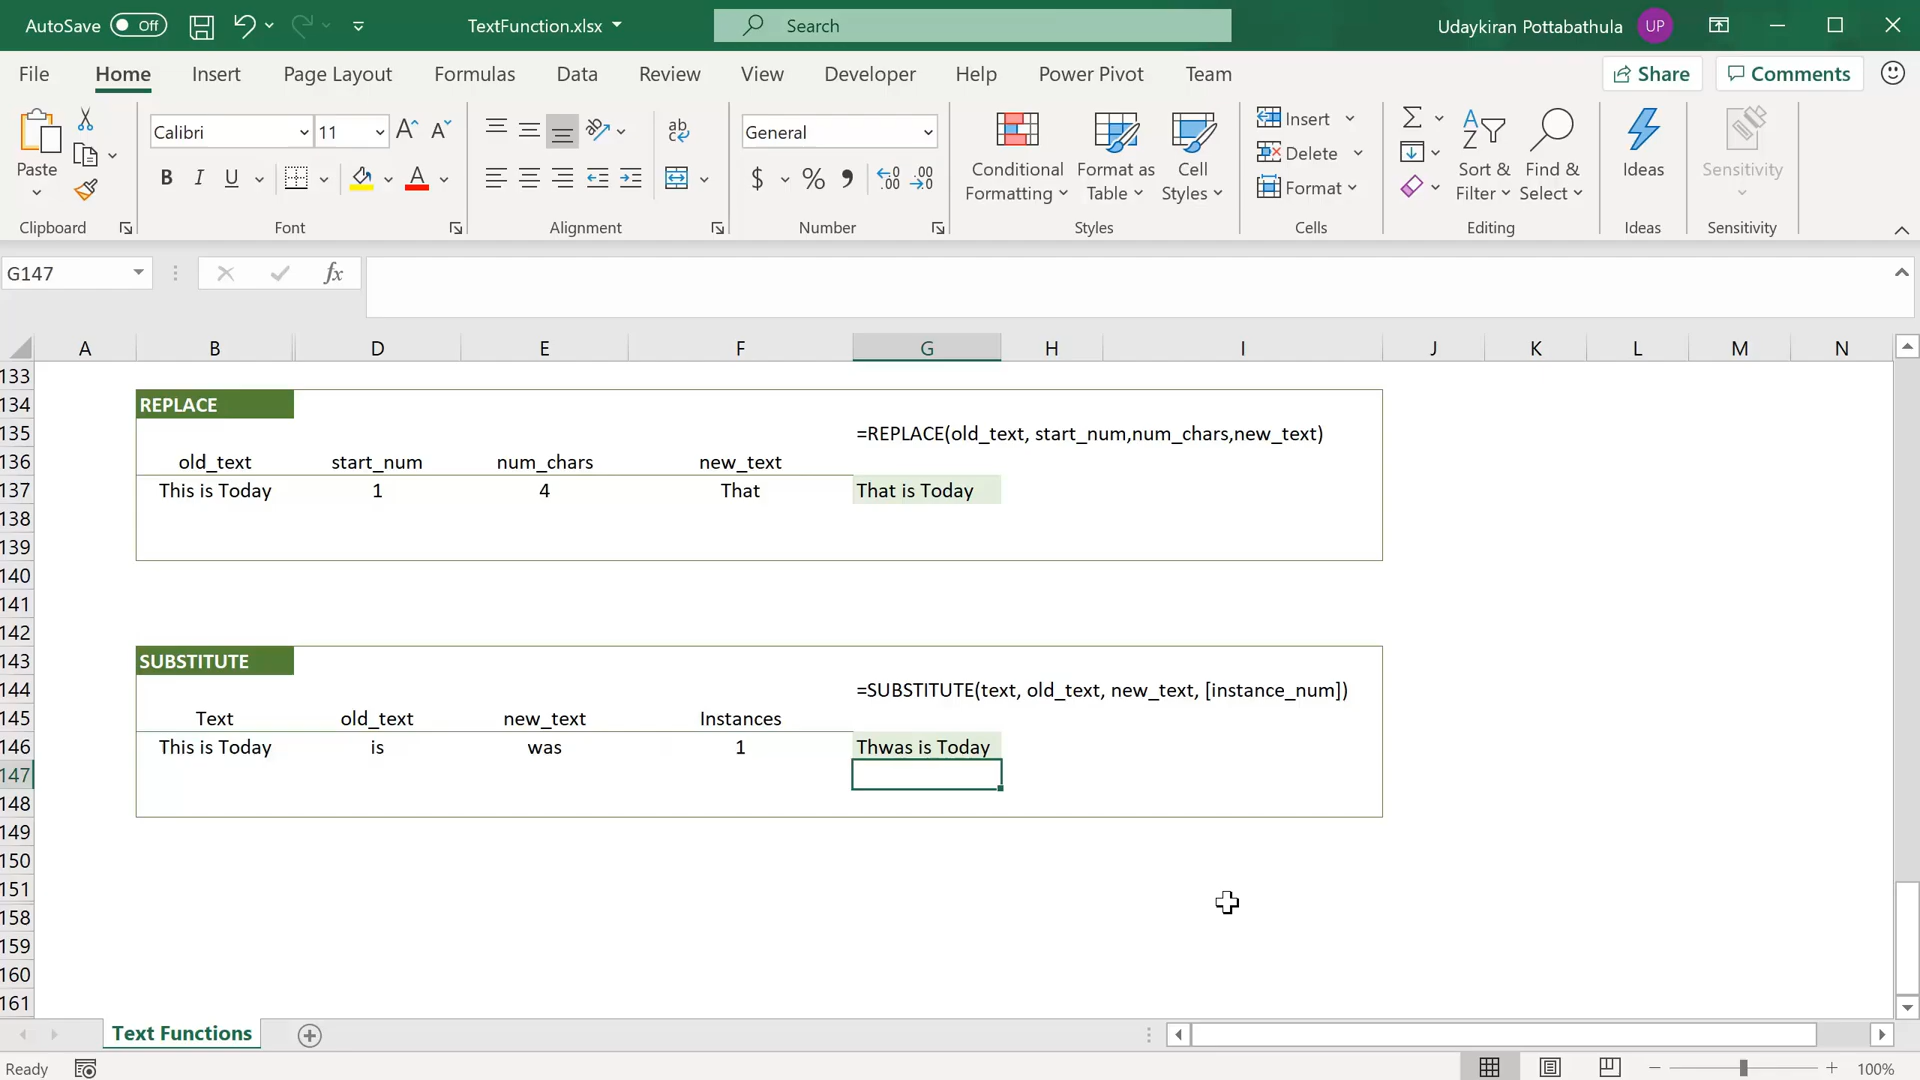 AutoSave Off TextFunction.xlsx Search Udaykiran Pottabathula UP
File Home Insert Page Layout Formulas Data Review View Developer Help Power Pivot Team Share Comments
Paste
Calibri 11
General
Conditional Formatting
Format as Table
Cell Styles
Insert
Delete
Format
Sort & Filter
Find & Select
Ideas
Sensitivity
Clipboard Font Alignment Number Styles Cells Editing Ideas Sensitivity
G147 fx
A B D E F G H I J K L M N
133
134 REPLACE
135 =REPLACE(old_text, start_num,num_chars,new_text)
136 old_text start_num num_chars new_text
137 This is Today 1 4 That That is Today
138
139
140
141
142
143 SUBSTITUTE
144 =SUBSTITUTE(text, old_text, new_text, [instance_num])
145 Text old_text new_text Instances
146 This is Today is was 1 Thwas is Today
147
148
149
150
151
158
159
160
161
Text Functions
Ready 100%